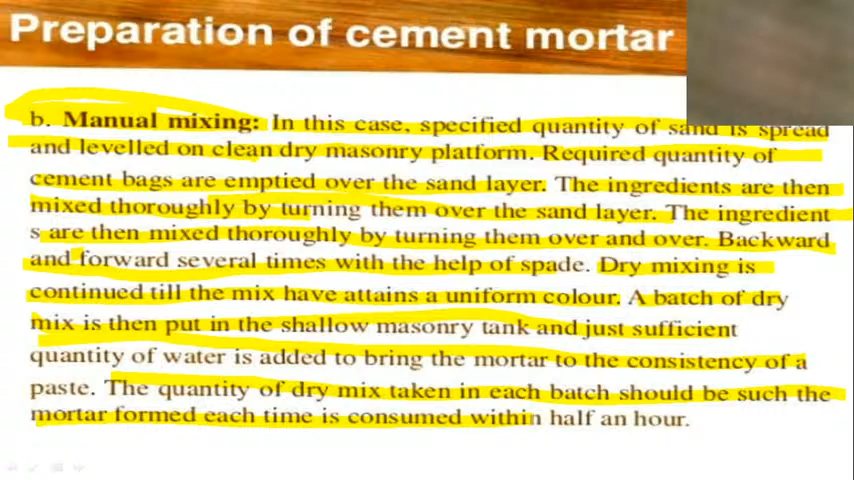 Preparation of cement mortar
b. Manual mixing: In this case, specified quantity of sand is spread
and levelled on clean dry masonry platform. Required quantity of
cement bags are emptied over the sand layer. The ingredients are then
mixed thoroughly by turning them over the sand layer. The ingredient
s are then mixed thoroughly by turning them over and over. Backward
and forward several times with the help of spade. Dry mixing is
continued till the mix have attains a uniform colour. A batch of dry
mix is then put in the shallow masonry tank and just sufficient
quantity of water is added to bring the mortar to the consistency of a
paste. The quantity of dry mix taken in each batch should be such the
mortar formed each time is consumed within half an hour.